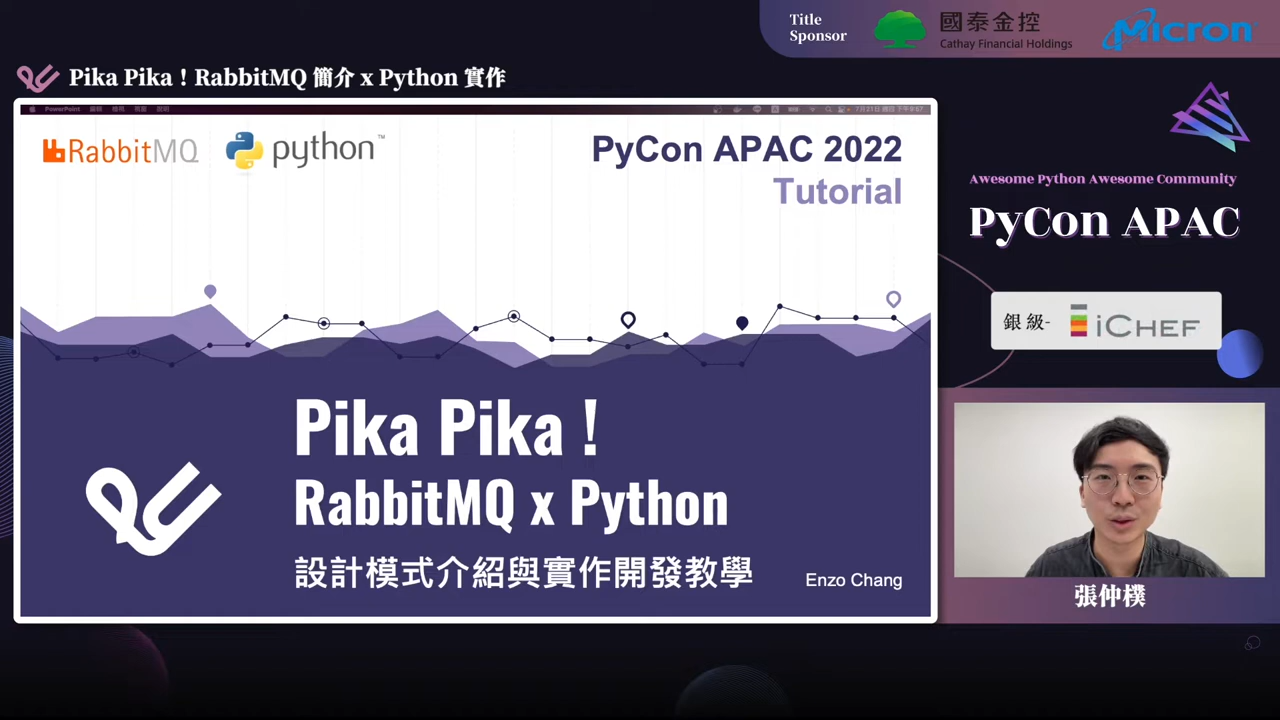 Title
Sponsor
國泰金控
Cathay Financial Holdings
Micron
Pika Pika！RabbitMQ 簡介 x Python 實作
PowerPoint
RabbitMQ
python™
PyCon APAC 2022
Tutorial
Pika Pika！
RabbitMQ x Python
設計模式介紹與實作開發教學
Enzo Chang
Awesome Python Awesome Community
PyCon APAC
銀級-
iCHEF
張仲樸